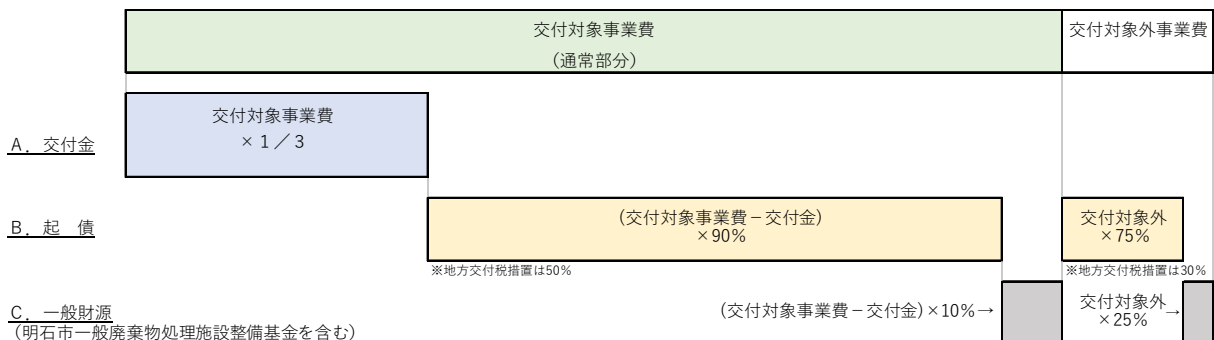 交付対象事業費
（通常部分）
交付対象外事業費
交付対象事業費
×１／３
Ａ．交付金
(交付対象事業費－交付金)
×90%
交付対象外
×75%
Ｂ．起　債
※地方交付税措置は50%
※地方交付税措置は30%
Ｃ．一般財源
（明石市一般廃棄物処理施設整備基金を含む）
(交付対象事業費－交付金)×10%→
交付対象外
×25%
→